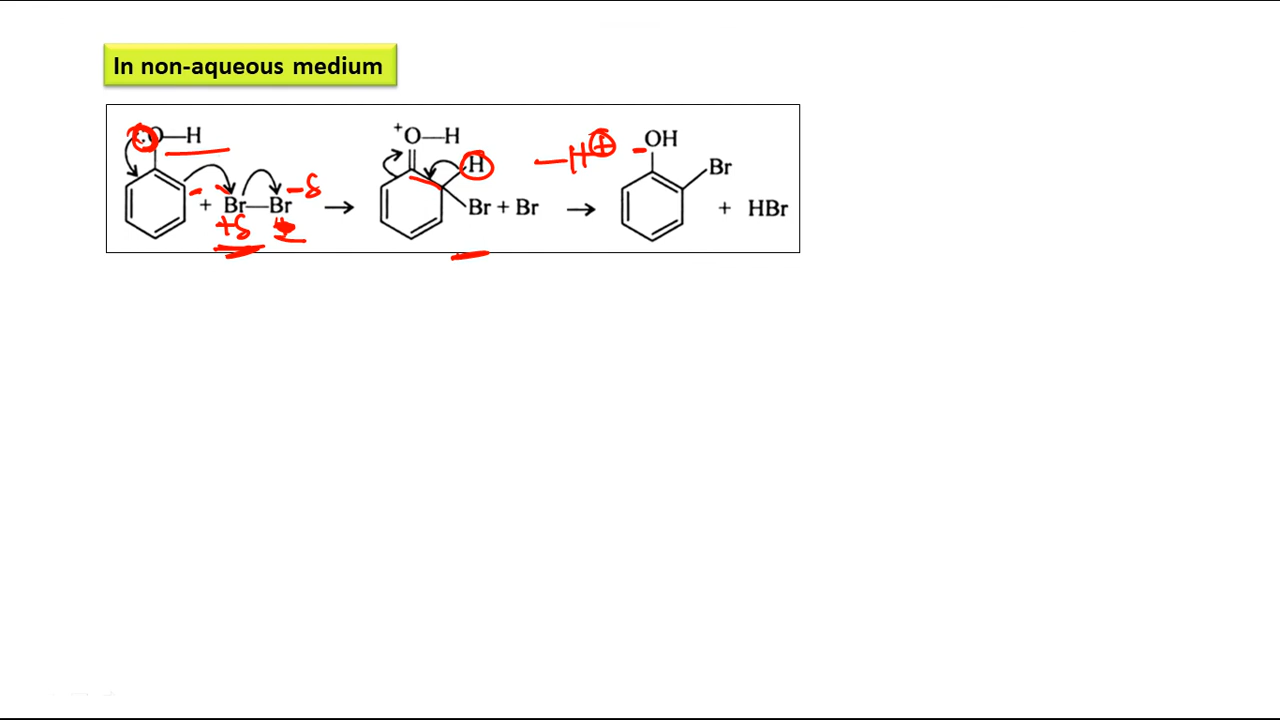 In non-aqueous medium
+O—H
:O—H
—H⊕
OH
H
Br
-δ
+ Br—Br → Br + Br → + HBr
+δ